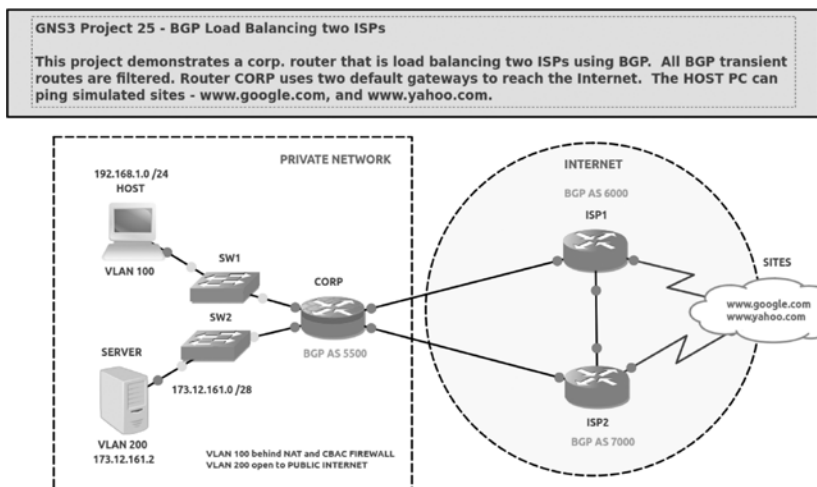 GNS3 Project 25 - BGP Load Balancing two ISPs
This project demonstrates a corp. router that is load balancing two ISPs using BGP.  All BGP transient
routes are filtered. Router CORP uses two default gateways to reach the Internet.  The HOST PC can
ping simulated sites - www.google.com, and www.yahoo.com.
PRIVATE NETWORK
192.168.1.0 /24
HOST
VLAN 100
SW1
CORP
BGP AS 5500
SW2
SERVER
173.12.161.0 /28
VLAN 200
173.12.161.2
VLAN 100 behind NAT and CBAC FIREWALL
VLAN 200 open to PUBLIC INTERNET
INTERNET
BGP AS 6000
ISP1
SITES
www.google.com
www.yahoo.com
ISP2
BGP AS 7000